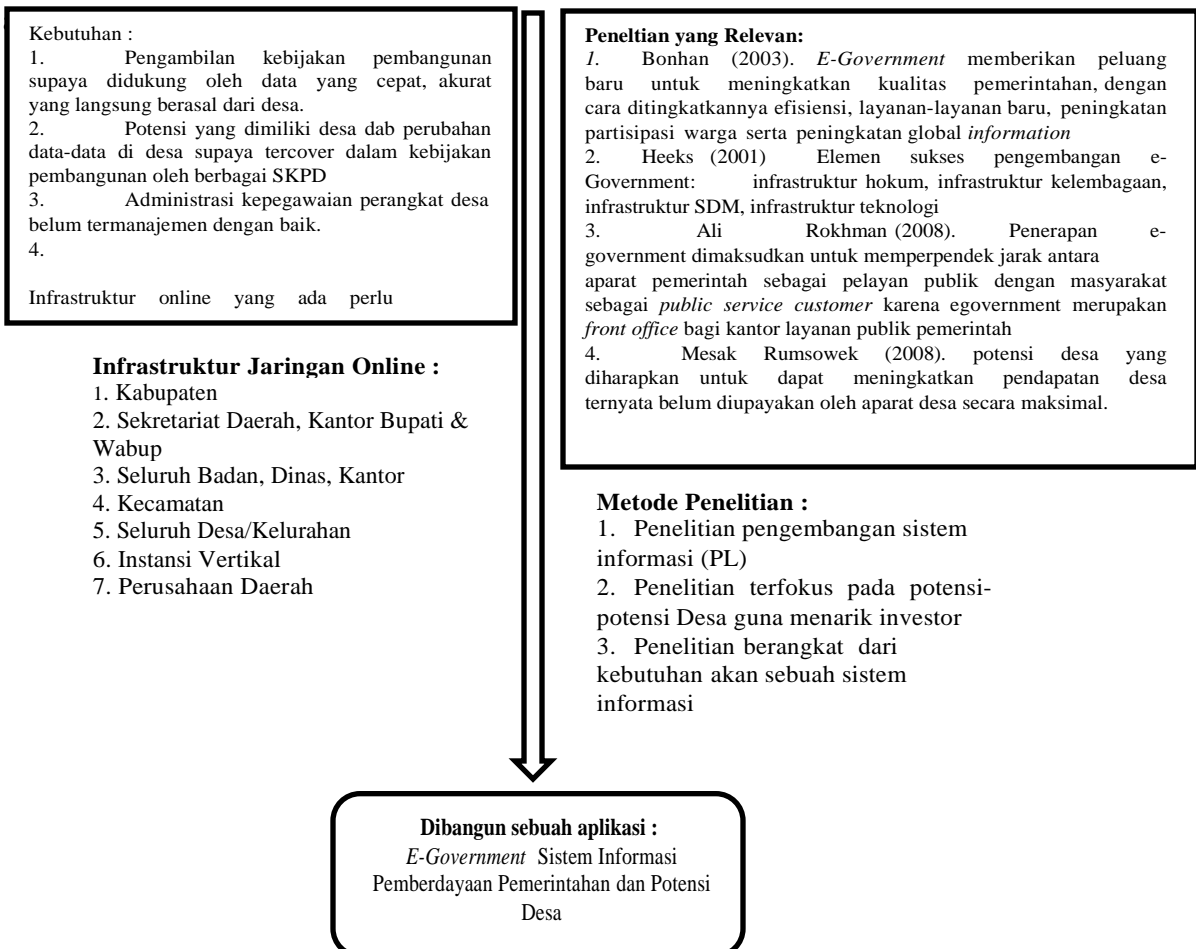 Kebutuhan :
1. Pengambilan kebijakan pembangunan
supaya didukung oleh data yang cepat, akurat
yang langsung berasal dari desa.
2. Potensi yang dimiliki desa dab perubahan
data-data di desa supaya tercover dalam kebijakan
pembangunan oleh berbagai SKPD
3. Administrasi kepegawaian perangkat desa
belum termanajemen dengan baik.
4.
Infrastruktur online yang ada perlu
Infrastruktur Jaringan Online :
1. Kabupaten
2. Sekretariat Daerah, Kantor Bupati &
Wabup
3. Seluruh Badan, Dinas, Kantor
4. Kecamatan
5. Seluruh Desa/Kelurahan
6. Instansi Vertikal
7. Perusahaan Daerah
Peneltian yang Relevan:
1. Bonhan (2003). E-Government memberikan peluang
baru untuk meningkatkan kualitas pemerintahan, dengan
cara ditingkatkannya efisiensi, layanan-layanan baru, peningkatan
partisipasi warga serta peningkatan global information
2. Heeks (2001) Elemen sukses pengembangan e-
Government: infrastruktur hokum, infrastruktur kelembagaan,
infrastruktur SDM, infrastruktur teknologi
3. Ali Rokhman (2008). Penerapan e-
government dimaksudkan untuk memperpendek jarak antara
aparat pemerintah sebagai pelayan publik dengan masyarakat
sebagai public service customer karena egovernment merupakan
front office bagi kantor layanan publik pemerintah
4. Mesak Rumsowek (2008). potensi desa yang
diharapkan untuk dapat meningkatkan pendapatan desa
ternyata belum diupayakan oleh aparat desa secara maksimal.
Metode Penelitian :
1. Penelitian pengembangan sistem
informasi (PL)
2. Penelitian terfokus pada potensi-
potensi Desa guna menarik investor
3. Penelitian berangkat dari
kebutuhan akan sebuah sistem
informasi
Dibangun sebuah aplikasi :
E-Government Sistem Informasi
Pemberdayaan Pemerintahan dan Potensi
Desa